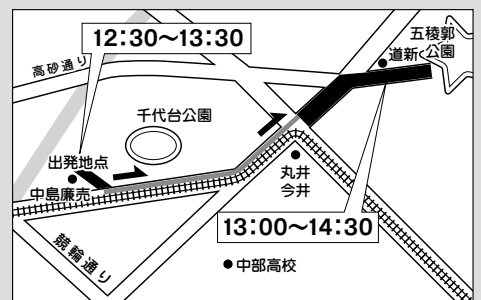 12：30〜13：30
五稜郭
公園
道新
高砂通り
千代台公園
出発地点
中島廉売
丸井
今井
13：00〜14：30
競輪通り
中部高校